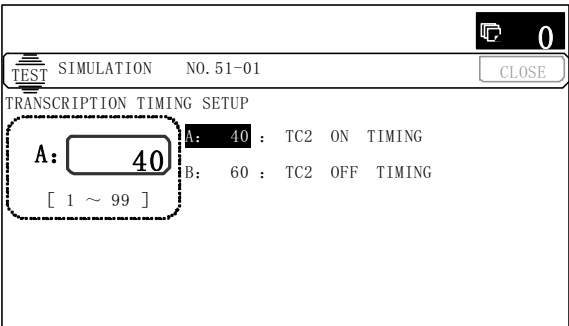 0
TEST SIMULATION NO.51-01 CLOSE
TRANSCRIPTION TIMING SETUP
A: 40
[ 1 ~ 99 ]
A: 40 : TC2 ON TIMING
B: 60 : TC2 OFF TIMING